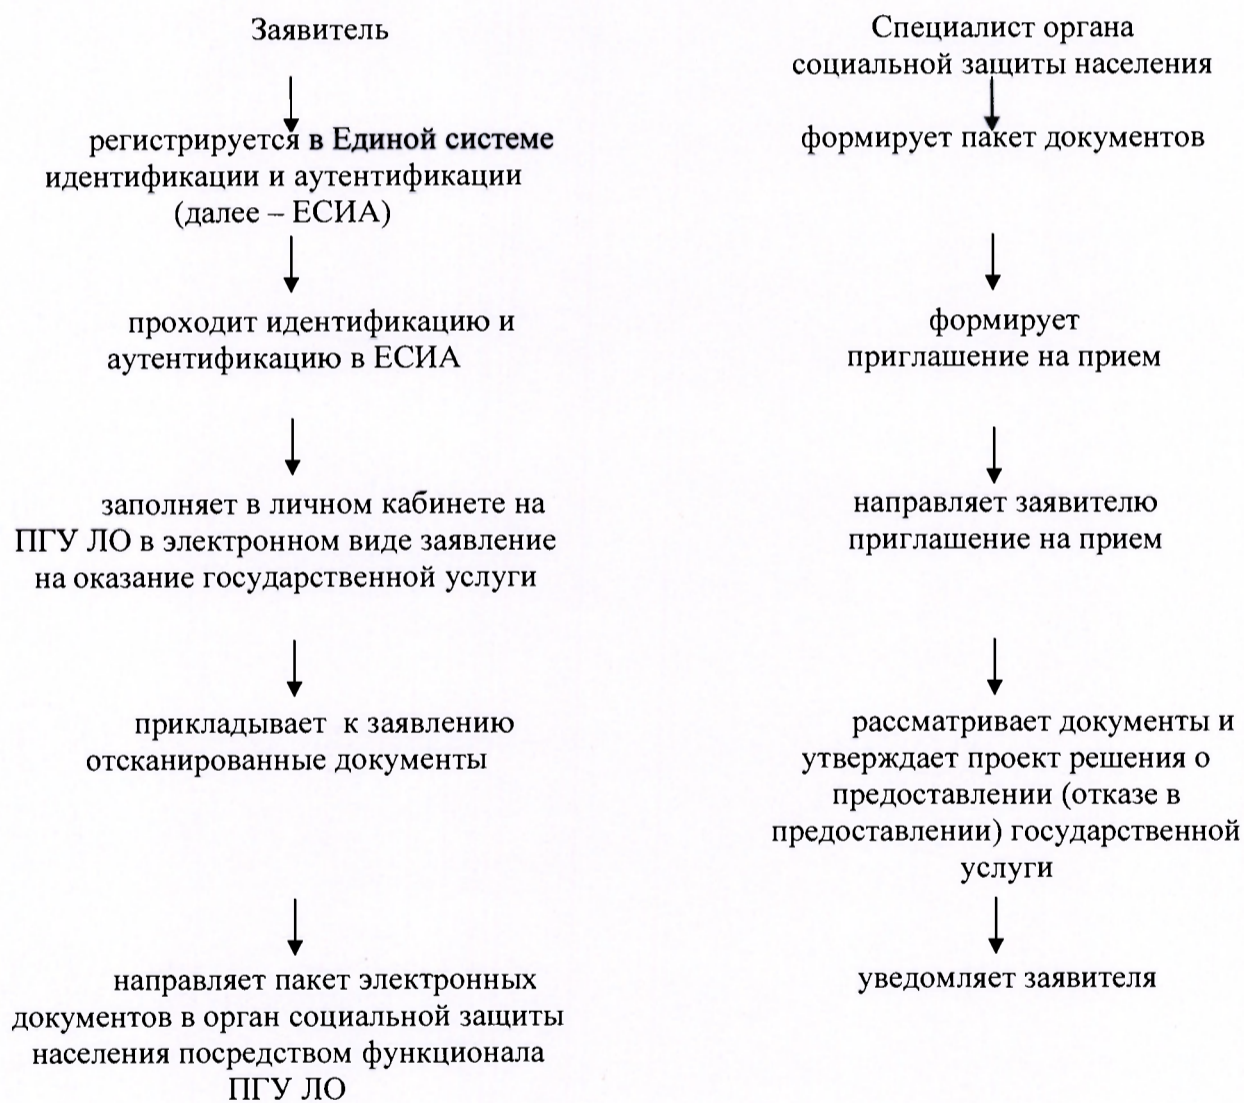 Заявитель
регистрируется в Единой системе
идентификации и аутентификации
(далее – ЕСИА)
проходит идентификацию и
аутентификацию в ЕСИА
заполняет в личном кабинете на
ПГУ ЛО в электронном виде заявление
на оказание государственной услуги
прикладывает к заявлению
отсканированные документы
направляет пакет электронных
документов в орган социальной защиты
населения посредством функционала
ПГУ ЛО
Специалист органа
социальной защиты населения
формирует пакет документов
формирует
приглашение на прием
направляет заявителю
приглашение на прием
рассматривает документы и
утверждает проект решения о
предоставлении (отказе в
предоставлении) государственной
услуги
уведомляет заявителя